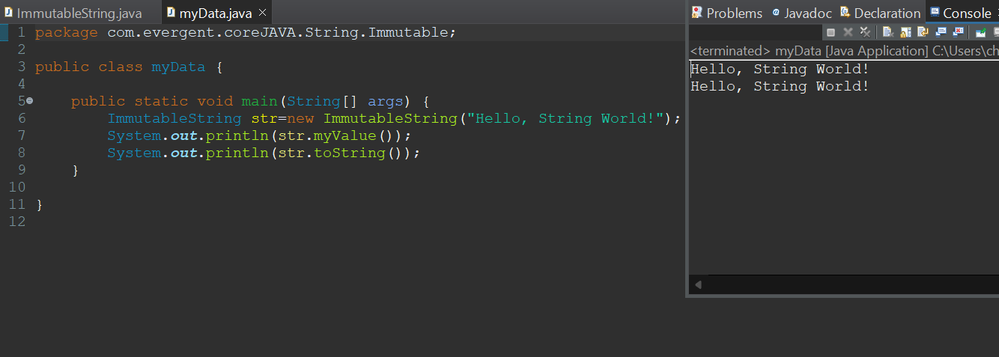 ImmutableString.java
myData.java
1 package com.evergent.coreJAVA.String.Immutable;
2
3 public class myData {
4
5 public static void main(String[] args) {
6 ImmutableString str=new ImmutableString("Hello, String World!");
7 System.out.println(str.myValue());
8 System.out.println(str.toString());
9 }
10
11 }
12
Problems @ Javadoc Declaration Console
<terminated> myData [Java Application] C:\Users\ch
Hello, String World!
Hello, String World!